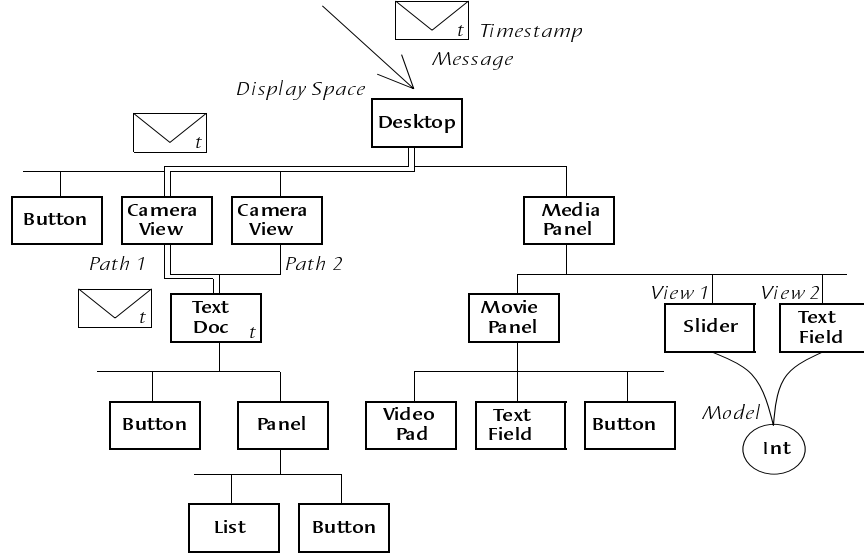 t
Timestamp
Message
Display Space
Desktop
t
Button
Camera
View
Camera
View
Media
Panel
Path 1
Path 2
View 1
View 2
t
Text
Doc
t
Movie
Panel
Slider
Text
Field
Button
Panel
Video
Pad
Text
Field
Button
Model
Int
List
Button